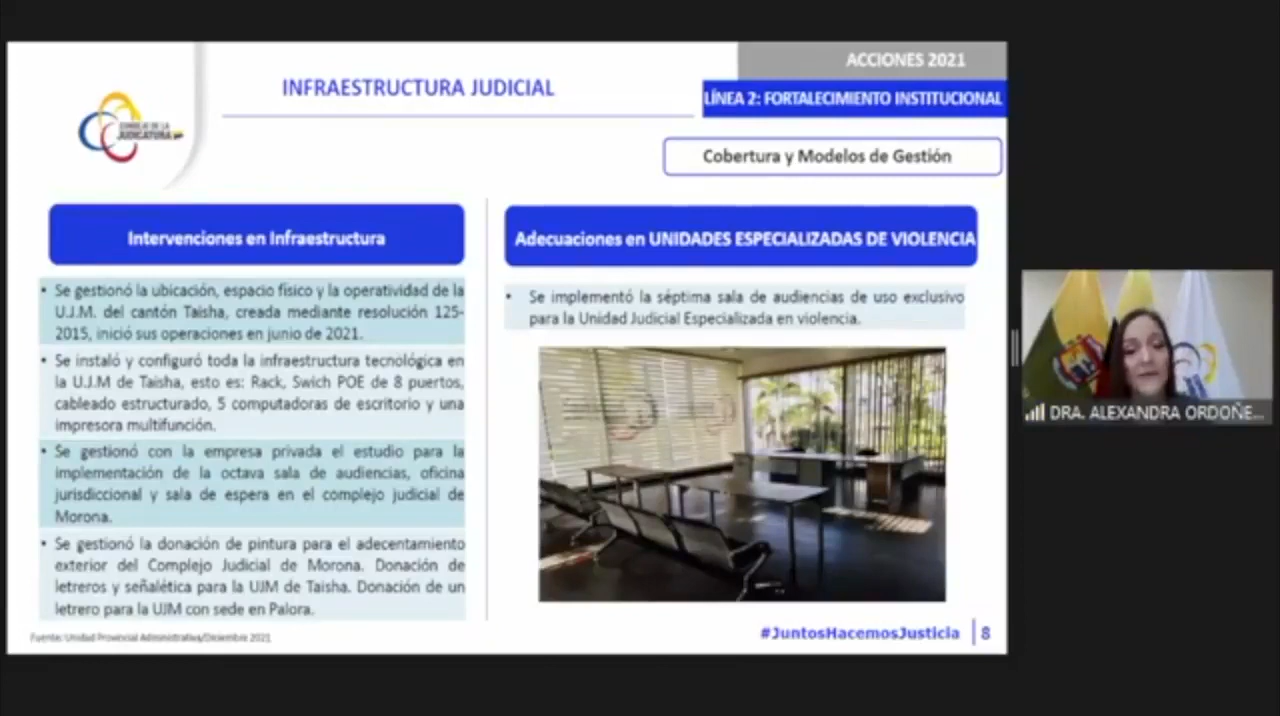 ACCIONES 2021
INFRAESTRUCTURA JUDICIAL
LÍNEA 2: FORTALECIMIENTO INSTITUCIONAL
CONSEJO DE LA
JUDICATURA
Cobertura y Modelos de Gestión
Intervenciones en Infraestructura
• Se gestionó la ubicación, espacio físico y la operatividad de la
U.J.M. del cantón Taisha, creada mediante resolución 125-
2015, inició sus operaciones en junio de 2021.
• Se instaló y configuró toda la infraestructura tecnológica en
la U.J.M de Taisha, esto es: Rack, Swich POE de 8 puertos,
cableado estructurado, 5 computadoras de escritorio y una
impresora multifunción.
• Se gestionó con la empresa privada el estudio para la
implementación de la octava sala de audiencias, oficina
jurisdiccional y sala de espera en el complejo judicial de
Morona.
• Se gestionó la donación de pintura para el adecentamiento
exterior del Complejo Judicial de Morona. Donación de
letreros y señalética para la UJM de Taisha. Donación de un
letrero para la UJM con sede en Palora.
Adecuaciones en UNIDADES ESPECIALIZADAS DE VIOLENCIA
• Se implementó la séptima sala de audiencias de uso exclusivo
para la Unidad Judicial Especializada en violencia.
Fuente: Unidad Provincial Administrativa/Diciembre 2021
#JuntosHacemosJusticia
8
DRA. ALEXANDRA ORDOÑE...